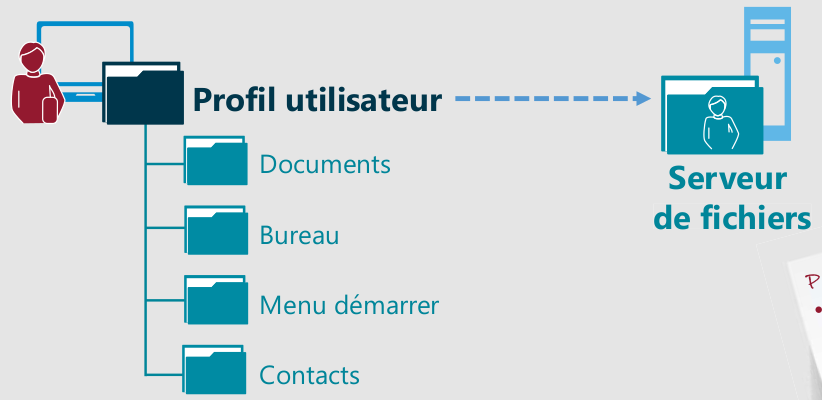 Profil utilisateur
Documents
Bureau
Menu démarrer
Contacts
Serveur
de fichiers
P